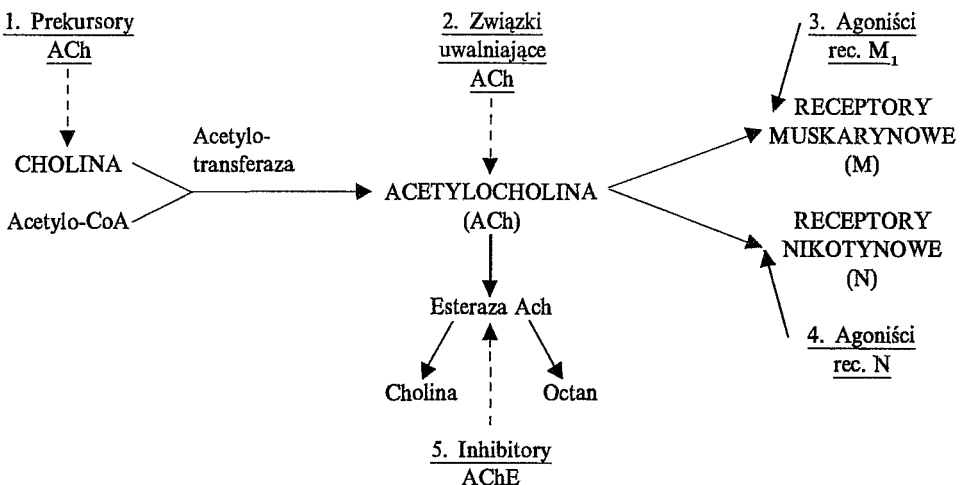 1. Prekursory
ACh
2. Związki
uwalniające
ACh
3. Agoniści
rec. M₁
CHOLINA
Acetylo-CoA
Acetylo-
transferaza
ACETYLOCHOLINA
(ACh)
RECEPTORY
MUSKARYNOWE
(M)
RECEPTORY
NIKOTYNOWE
(N)
Esteraza Ach
Cholina
Octan
4. Agoniści
rec. N
5. Inhibitory
AChE